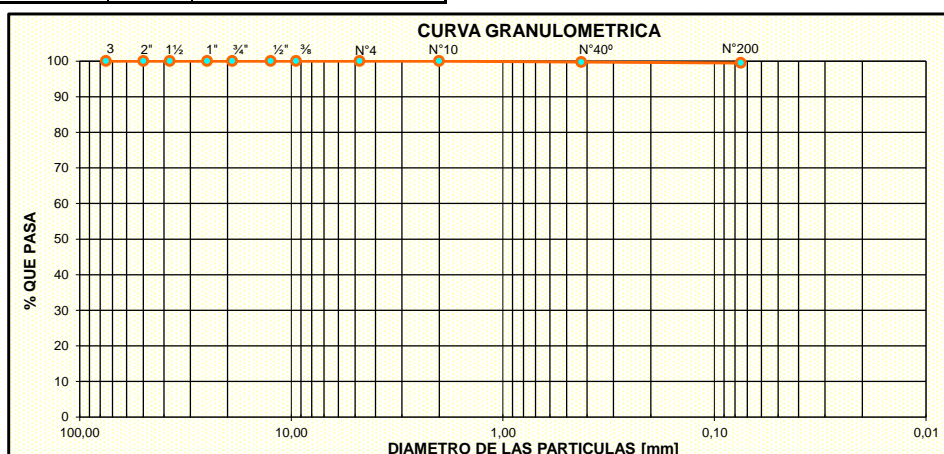 CURVA GRANULOMETRICA
3 2" 1½ 1" ¾" ½" ⅜ N°4 N°10 N°40º N°200
100
90
80
70
60
50
40
30
20
10
0
% QUE PASA
100,00 10,00 1,00 0,10 0,01
DIAMETRO DE LAS PARTICULAS [mm]